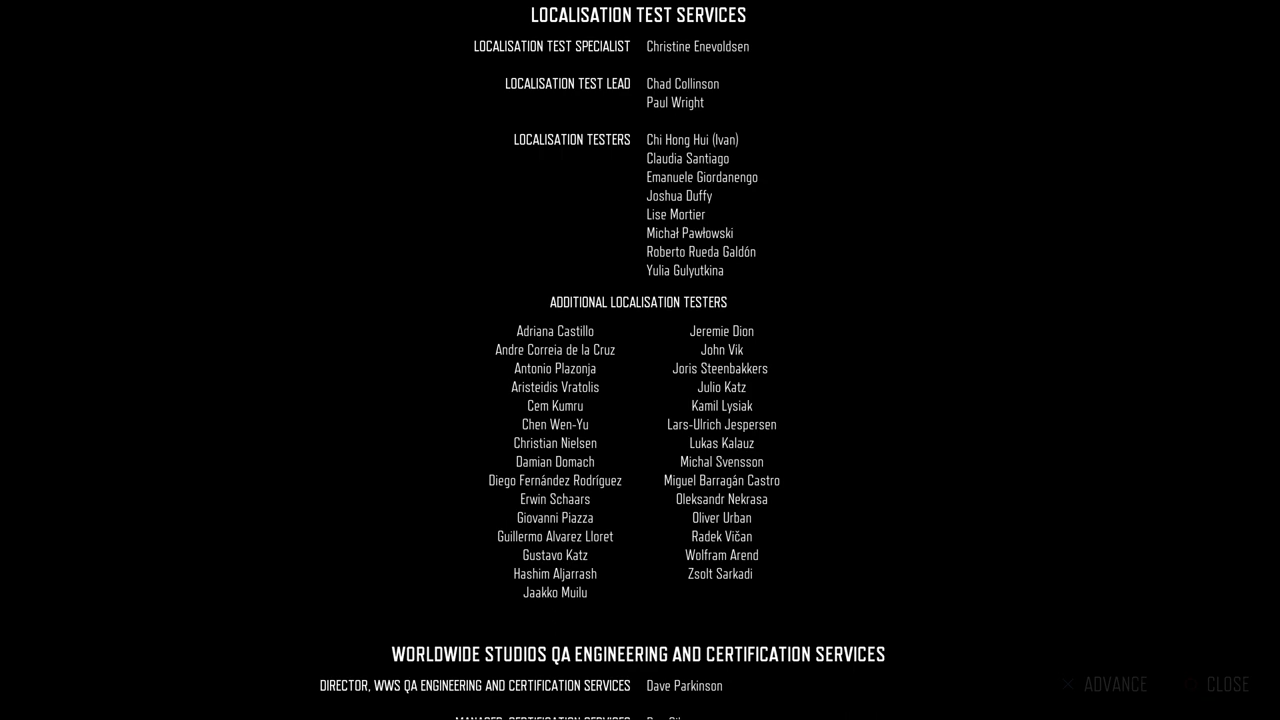 LOCALISATION TEST SERVICES
LOCALISATION TEST SPECIALIST Christine Enevoldsen
LOCALISATION TEST LEAD Chad Collinson
Paul Wright
LOCALISATION TESTERS Chi Hong Hui (Ivan)
Claudia Santiago
Emanuele Giordanengo
Joshua Duffy
Lise Mortier
Michał Pawłowski
Roberto Rueda Galdón
Yulia Gulyutkina
ADDITIONAL LOCALISATION TESTERS
Adriana Castillo Jeremie Dion
Andre Correia de la Cruz John Vik
Antonio Plazonja Joris Steenbakkers
Aristeidis Vratolis Julio Katz
Cem Kumru Kamil Lysiak
Chen Wen-Yu Lars-Ulrich Jespersen
Christian Nielsen Lukas Kalauz
Damian Domach Michal Svensson
Diego Fernández Rodríguez Miguel Barragán Castro
Erwin Schaars Oleksandr Nekrasa
Giovanni Piazza Oliver Urban
Guillermo Alvarez Lloret Radek Vičan
Gustavo Katz Wolfram Arend
Hashim Aljarrash Zsolt Sarkadi
Jaakko Muilu
WORLDWIDE STUDIOS QA ENGINEERING AND CERTIFICATION SERVICES
DIRECTOR, WWS QA ENGINEERING AND CERTIFICATION SERVICES Dave Parkinson
ADVANCE CLOSE